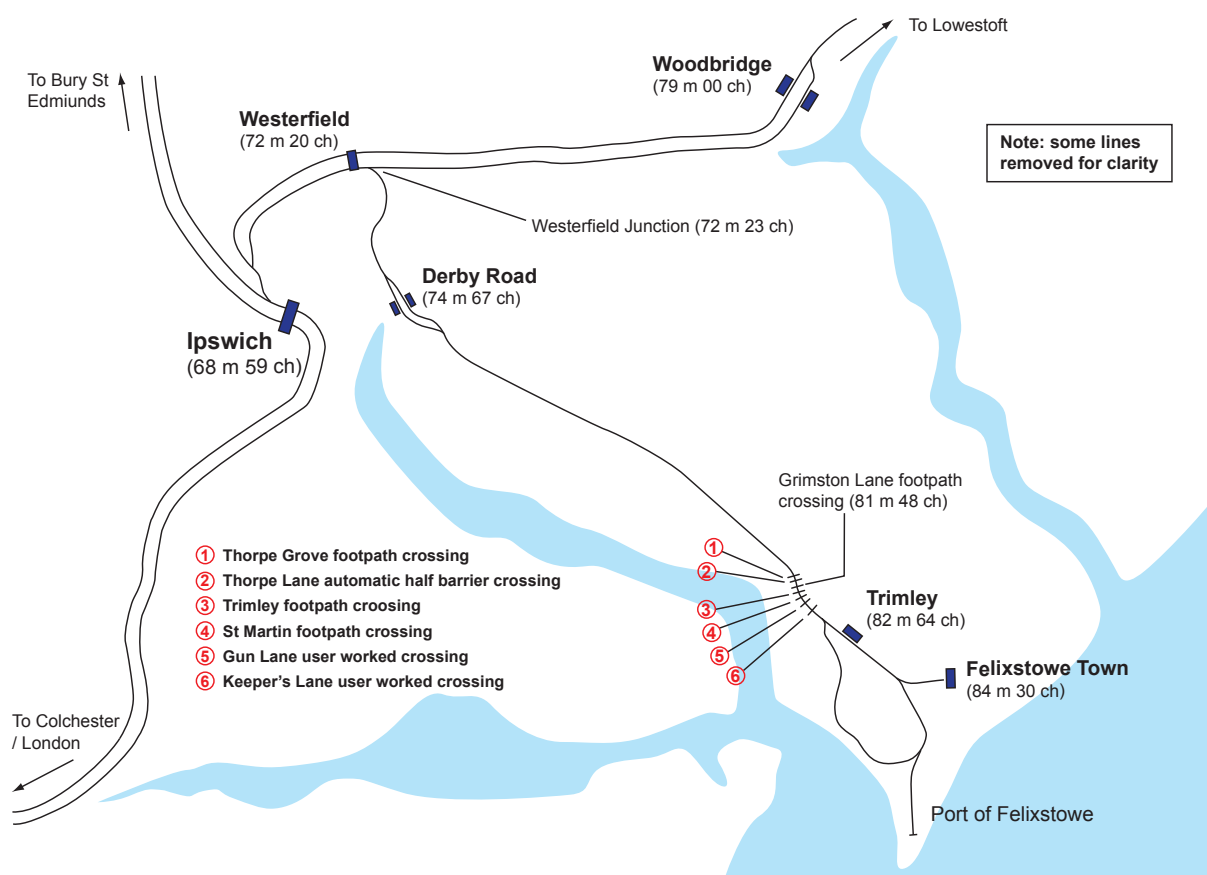 To Lowestoft
Woodbridge
(79 m 00 ch)
To Bury St
Edmiunds
Westerfield
(72 m 20 ch)
Note: some lines
removed for clarity
Westerfield Junction (72 m 23 ch)
Derby Road
(74 m 67 ch)
Ipswich
(68 m 59 ch)
Grimston Lane footpath
crossing (81 m 48 ch)
1 Thorpe Grove footpath crossing
2 Thorpe Lane automatic half barrier crossing
3 Trimley footpath croosing
4 St Martin footpath crossing
5 Gun Lane user worked crossing
6 Keeper's Lane user worked crossing
1
2
3
4
5
6
Trimley
(82 m 64 ch)
Felixstowe Town
(84 m 30 ch)
To Colchester
/ London
Port of Felixstowe